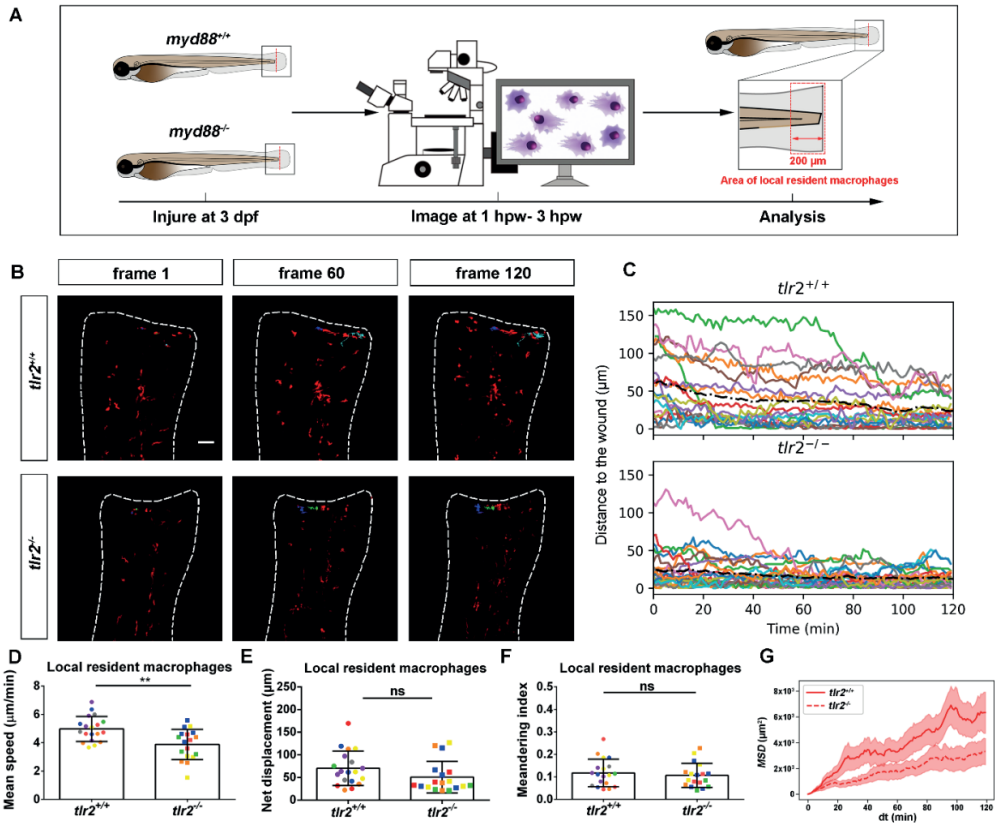 A
myd88+/+
myd88-/-
200 µm
Area of local resident macrophages
Injure at 3 dpf
Image at 1 hpw- 3 hpw
Analysis
B
frame 1
frame 60
frame 120
tlr2+/+
tlr2-/-
C
tlr2+/+
150
100
50
0
tlr2−/−
150
100
50
0
Distance to the wound (µm)
0
20
40
60
80
100
120
Time (min)
D
Local resident macrophages
**
Mean speed (µm/min)
8
6
4
2
0
tlr2+/+
tlr2-/-
E
Local resident macrophages
ns
Net displacement (µm)
250
200
150
100
50
0
tlr2+/+
tlr2-/-
F
Local resident macrophages
ns
Meandering index
0.5
0.4
0.3
0.2
0.1
0.0
tlr2+/+
tlr2-/-
G
tlr2+/+
tlr2-/-
MSD (µm²)
0
0
20
40
60
80
100
120
dt (min)